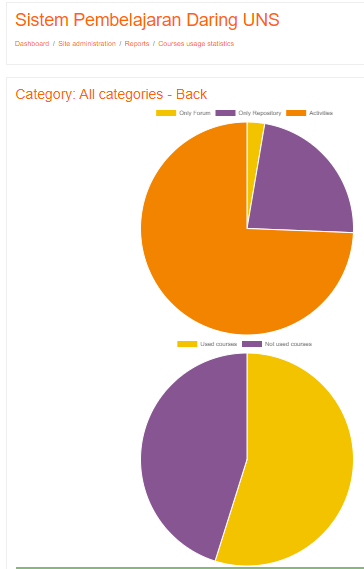 Sistem Pembelajaran Daring UNS
Dashboard / Site administration / Reports / Courses usage statistics
Category: All categories - Back
Only Forum Only Repository Activities
Used courses Not used courses